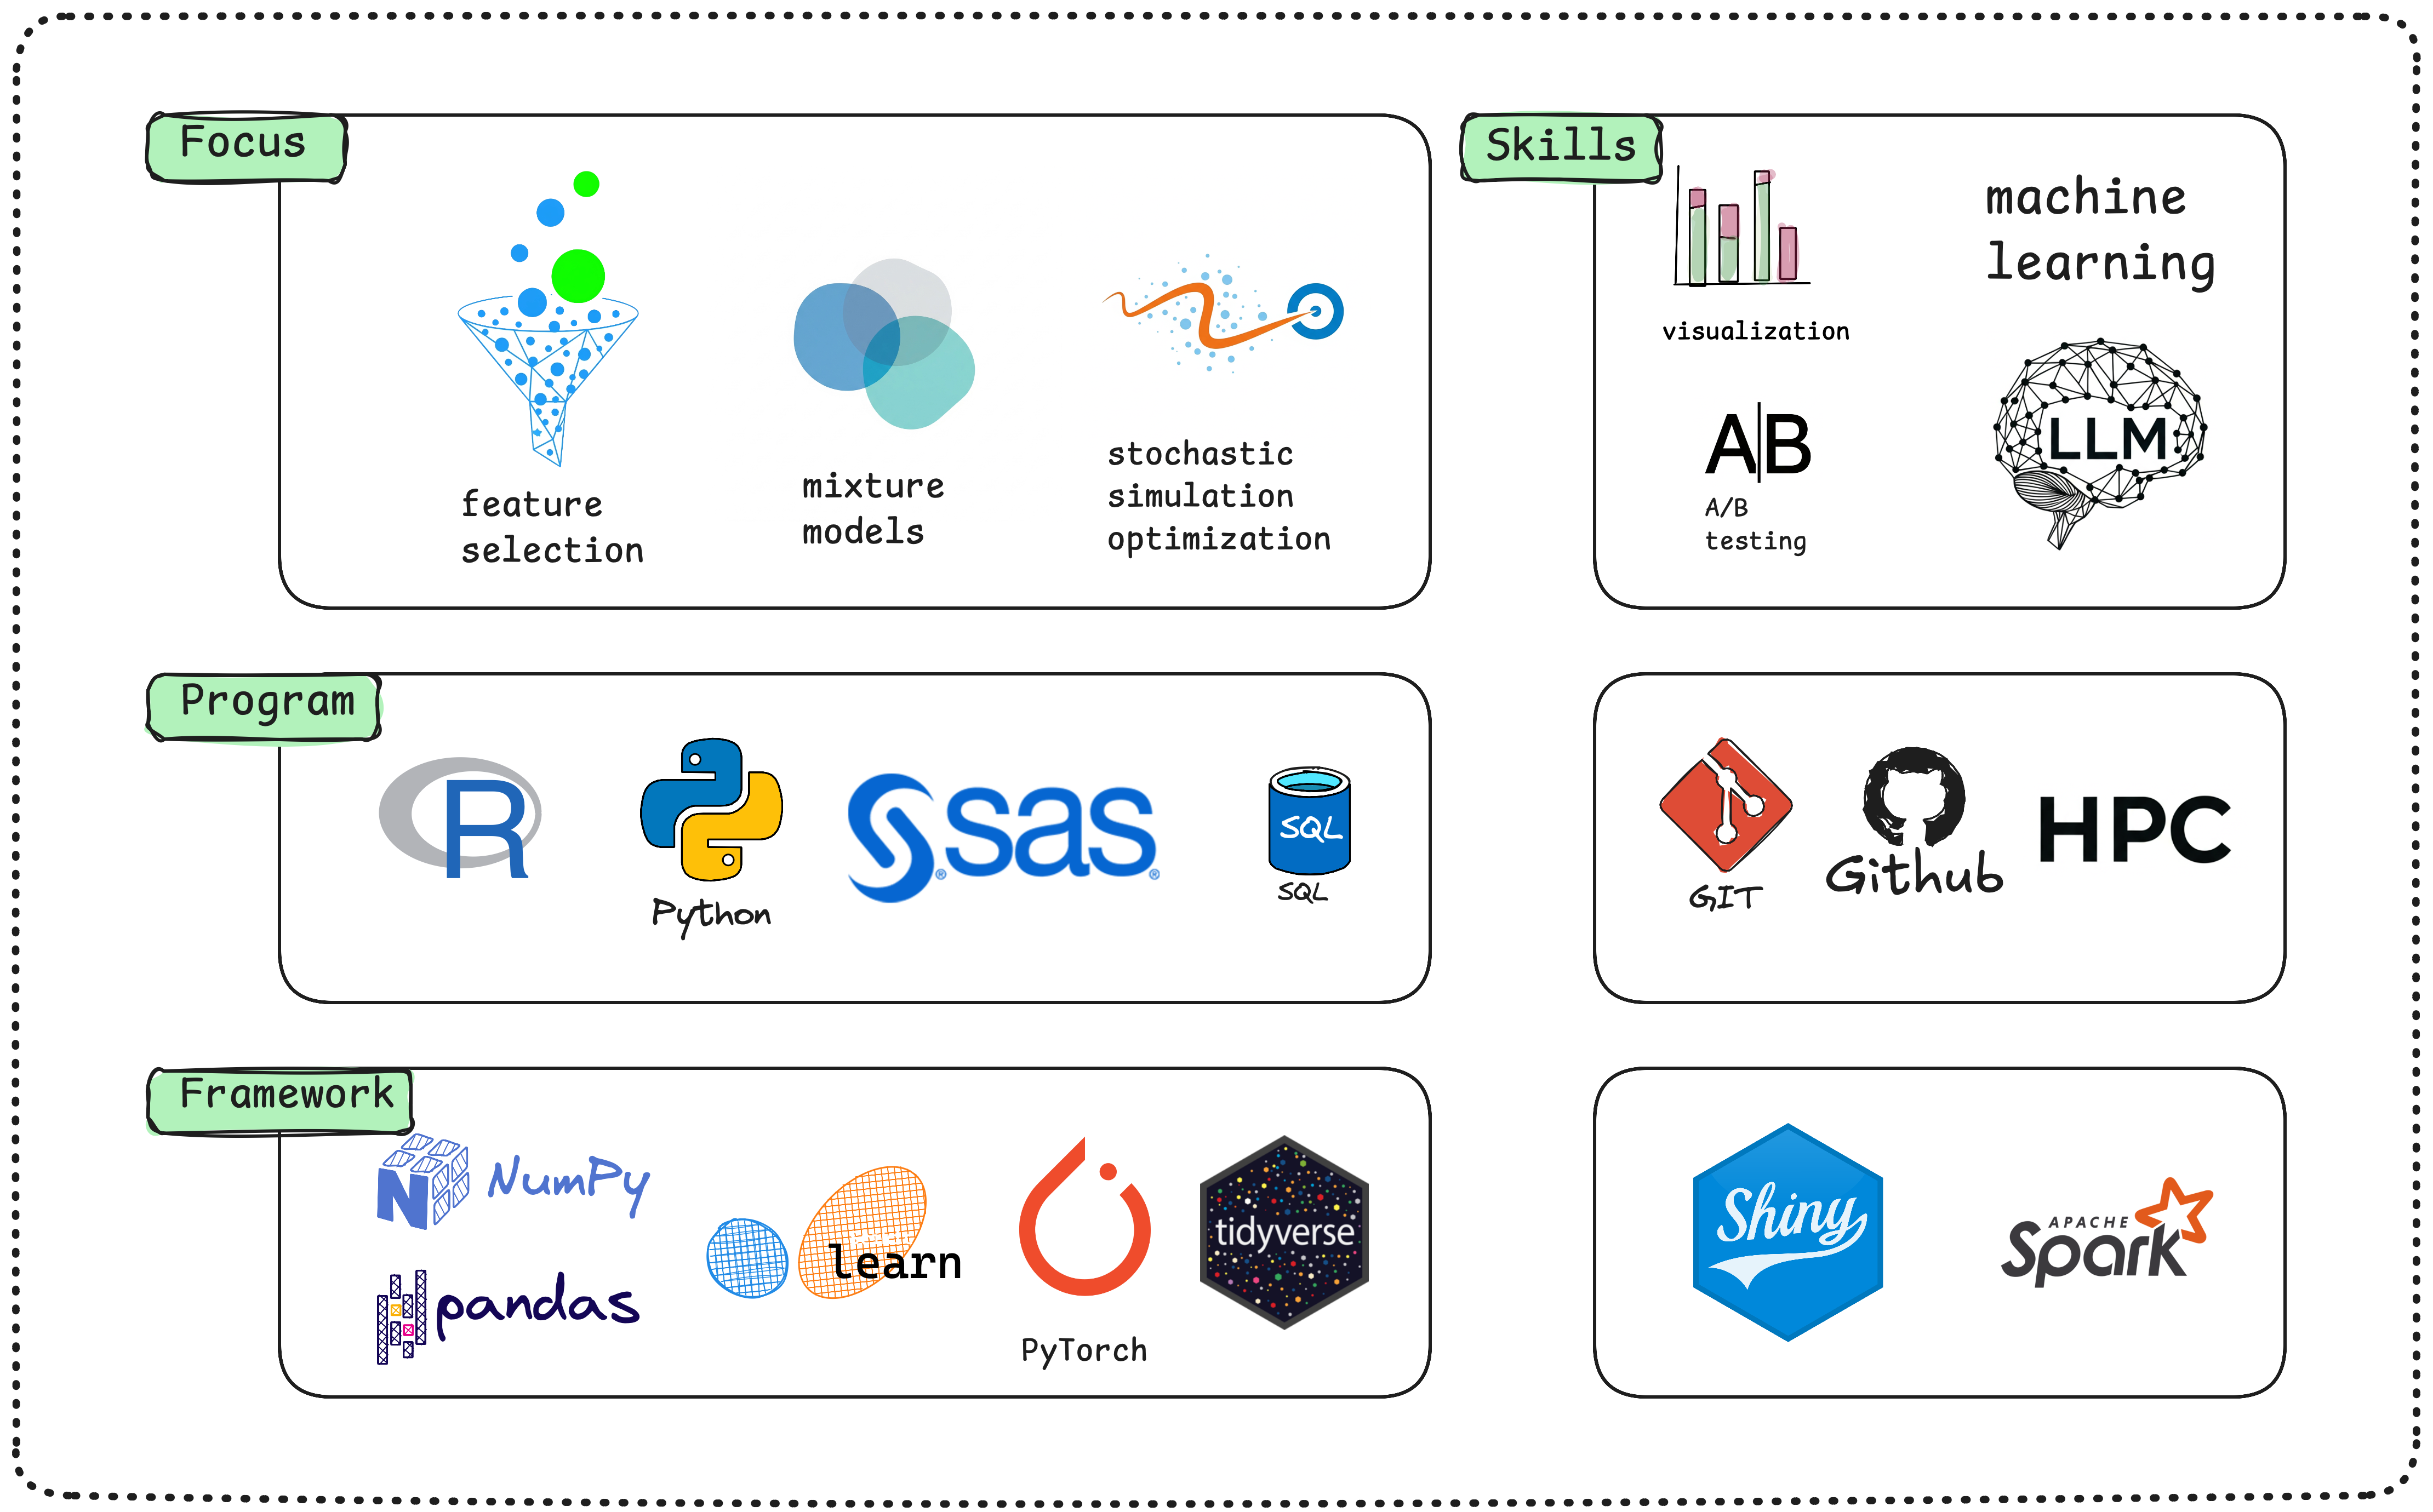 Focus
feature
selection
mixture
models
stochastic
simulation
optimization
Skills
visualization
machine
learning
A|B
A/B
testing
LLM
Program
R
Python
sas
SQL
SQL
GIT
Github
HPC
Framework
N
NumPy
pandas
learn
PyTorch
tidyverse
Shiny
APACHE
Spark